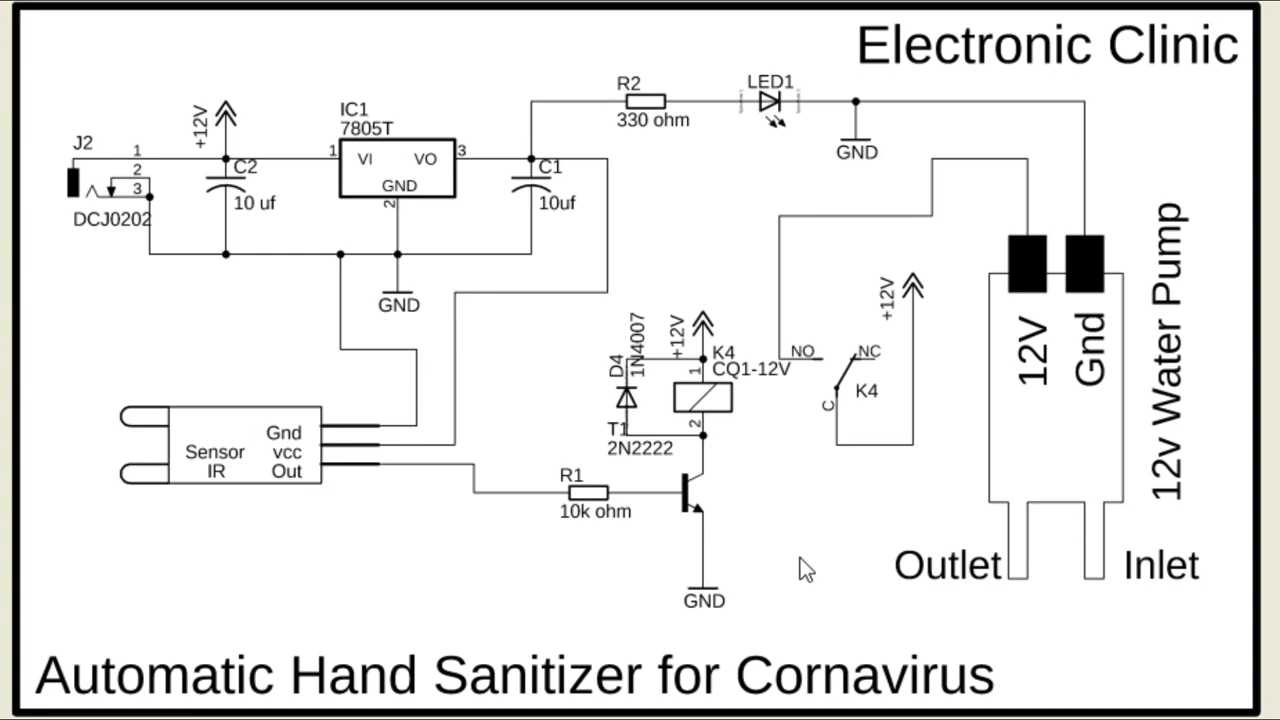 Electronic Clinic
R2
330 ohm
LED1
GND
J2
1
2
3
DCJ0202
+12V
C2
10 uf
IC1
7805T
1
VI
VO
3
GND
2
C1
10uf
GND
Sensor
IR
Gnd
vcc
Out
D4
1N4007
+12V
K4
CQ1-12V
1
2
T1
2N2222
R1
10k ohm
GND
NO
NC
K4
C
+12V
12V
Gnd
12v Water Pump
Outlet
Inlet
Automatic Hand Sanitizer for Cornavirus